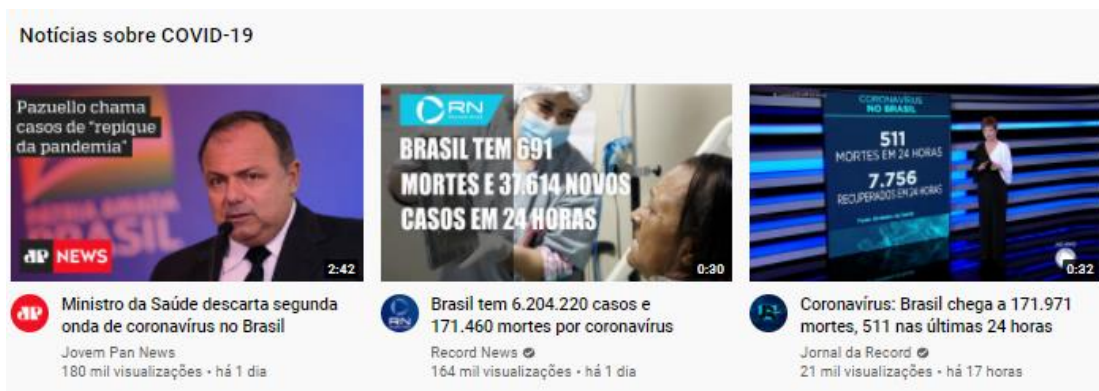 Notícias sobre COVID-19
Pazuello chama
casos de "repique
da pandemia"
JP NEWS
2:42
RN
BRASIL TEM 691
MORTES E 37.614 NOVOS
CASOS EM 24 HORAS
0:30
CORONAVÍRUS
NO BRASIL
511
MORTES EM 24 HORAS
7.756
RECUPERADOS EM 24 HORAS
0:32
JP
Ministro da Saúde descarta segunda
onda de coronavírus no Brasil
Jovem Pan News
180 mil visualizações • há 1 dia
RN
Brasil tem 6.204.220 casos e
171.460 mortes por coronavírus
Record News
164 mil visualizações • há 1 dia
Coronavírus: Brasil chega a 171.971
mortes, 511 nas últimas 24 horas
Jornal da Record
21 mil visualizações • há 17 horas